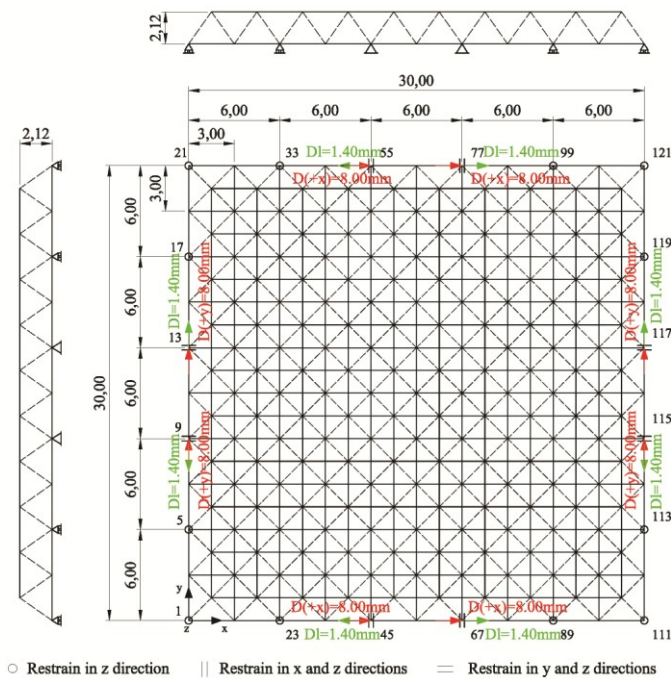 2,12
30,00
6,00 6,00 6,00 6,00 6,00
2,12
3,00
21 33 Dl=1.40mm 55 77 Dl=1.40mm 99 121
D(+x)=8.00mm D(+x)=8.00mm
3,00
6,00
17 119
Dl=1.40mm D(+y)=8.00mm D(+y)=8.00mm Dl=1.40mm
6,00
13 117
30,00
6,00
9 115
Dl=1.40mm D(+y)=8.00mm D(+y)=8.00mm Dl=1.40mm
6,00
5 113
6,00
y
D(+x)=8.00mm D(+x)=8.00mm
1
z x 23 Dl=1.40mm 45 67 Dl=1.40mm 89 111
Restrain in z direction Restrain in x and z directions Restrain in y and z directions